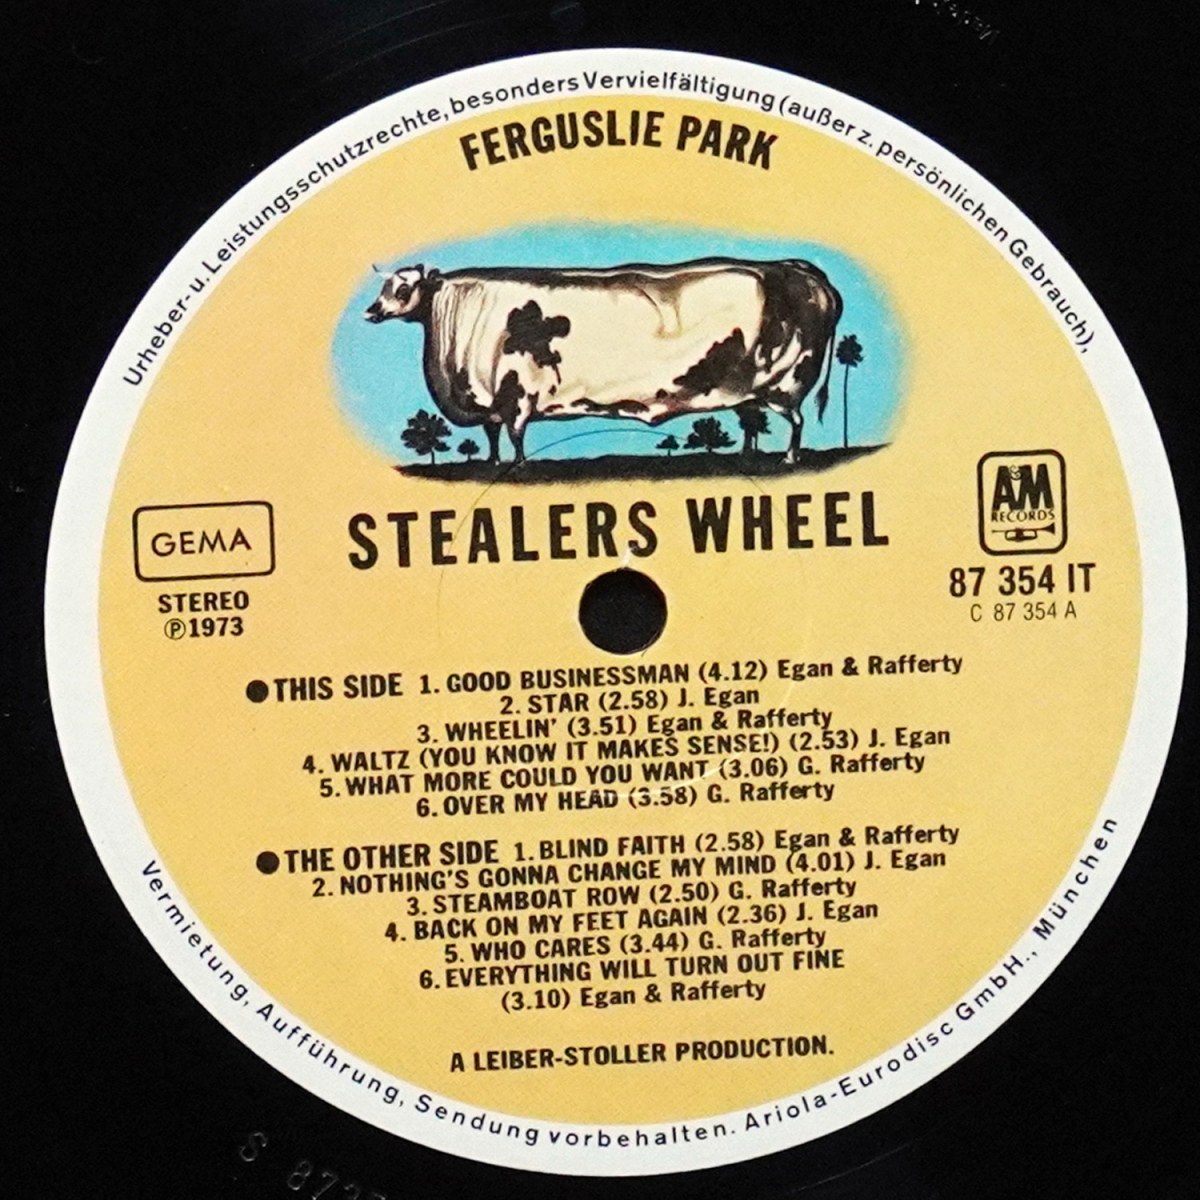 Urheber- u. Leistungsschutzrechte, besonders Vervielfältigung (außer z. persönlichen Gebrauch),
FERGUSLIE PARK
STEALERS WHEEL
GEMA
STEREO
Ⓟ1973
A&M
RECORDS
87 354 IT
C 87 354 A
●THIS SIDE 1. GOOD BUSINESSMAN (4.12) Egan & Rafferty
2. STAR (2.58) J. Egan
3. WHEELIN' (3.51) Egan & Rafferty
4. WALTZ (YOU KNOW IT MAKES SENSE!) (2.53) J. Egan
5. WHAT MORE COULD YOU WANT (3.06) G. Rafferty
6. OVER MY HEAD (3.58) G. Rafferty
●THE OTHER SIDE 1. BLIND FAITH (2.58) Egan & Rafferty
2. NOTHING'S GONNA CHANGE MY MIND (4.01) J. Egan
3. STEAMBOAT ROW (2.50) G. Rafferty
4. BACK ON MY FEET AGAIN (2.36) J. Egan
5. WHO CARES (3.44) G. Rafferty
6. EVERYTHING WILL TURN OUT FINE
(3.10) Egan & Rafferty
A LEIBER-STOLLER PRODUCTION.
Vermietung, Aufführung, Sendung vorbehalten. Ariola-Eurodisc GmbH., München